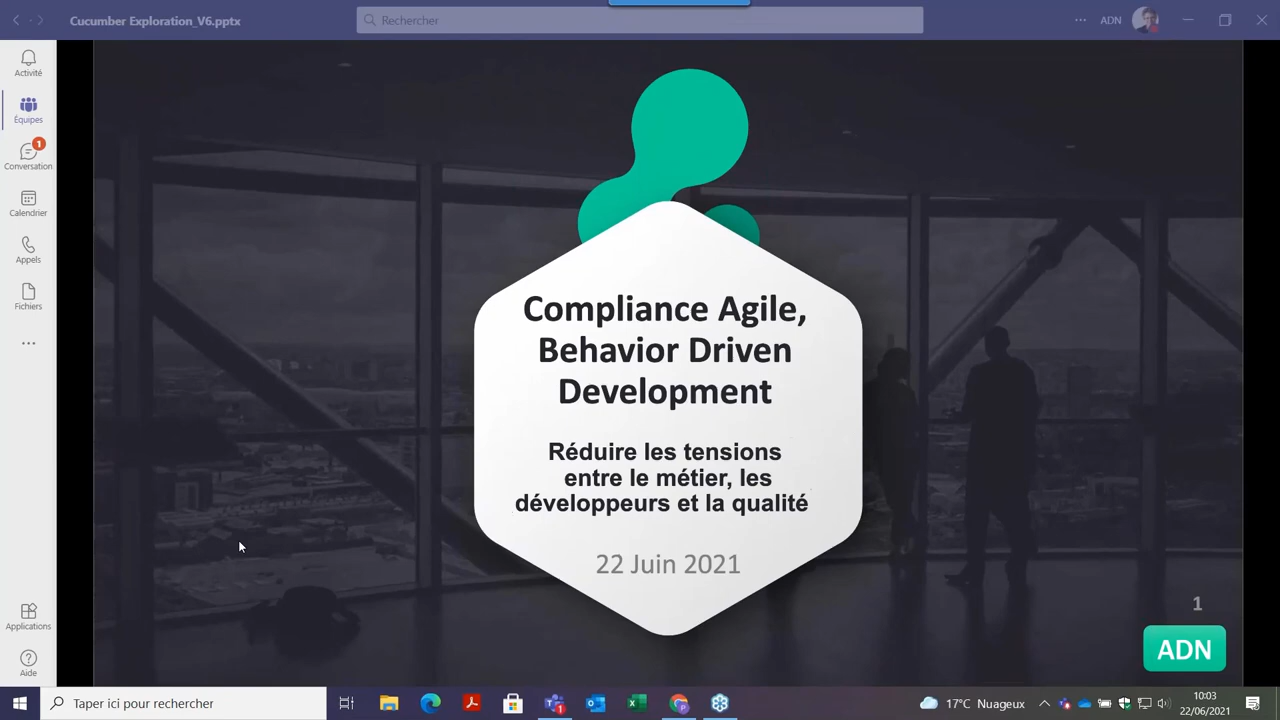 Cucumber Exploration_V6.pptx
Rechercher
ADN
Activité
Équipes
1
Conversation
Calendrier
Appels
Fichiers
Applications
Aide
Compliance Agile,
Behavior Driven
Development
Réduire les tensions
entre le métier, les
développeurs et la qualité
22 Juin 2021
1
ADN
Taper ici pour rechercher
1
17°C Nuageux
10:03
22/06/2021